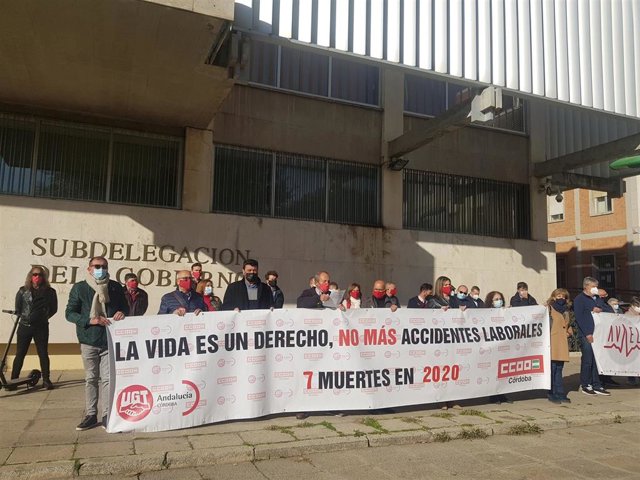 SUBDELEGACION
DEL GOBIERNO
LA VIDA ES UN DERECHO, NO MÁS ACCIDENTES LABORALES
7 MUERTES EN 2020
UGT
Andalucía
CÓRDOBA
CCOO
Córdoba